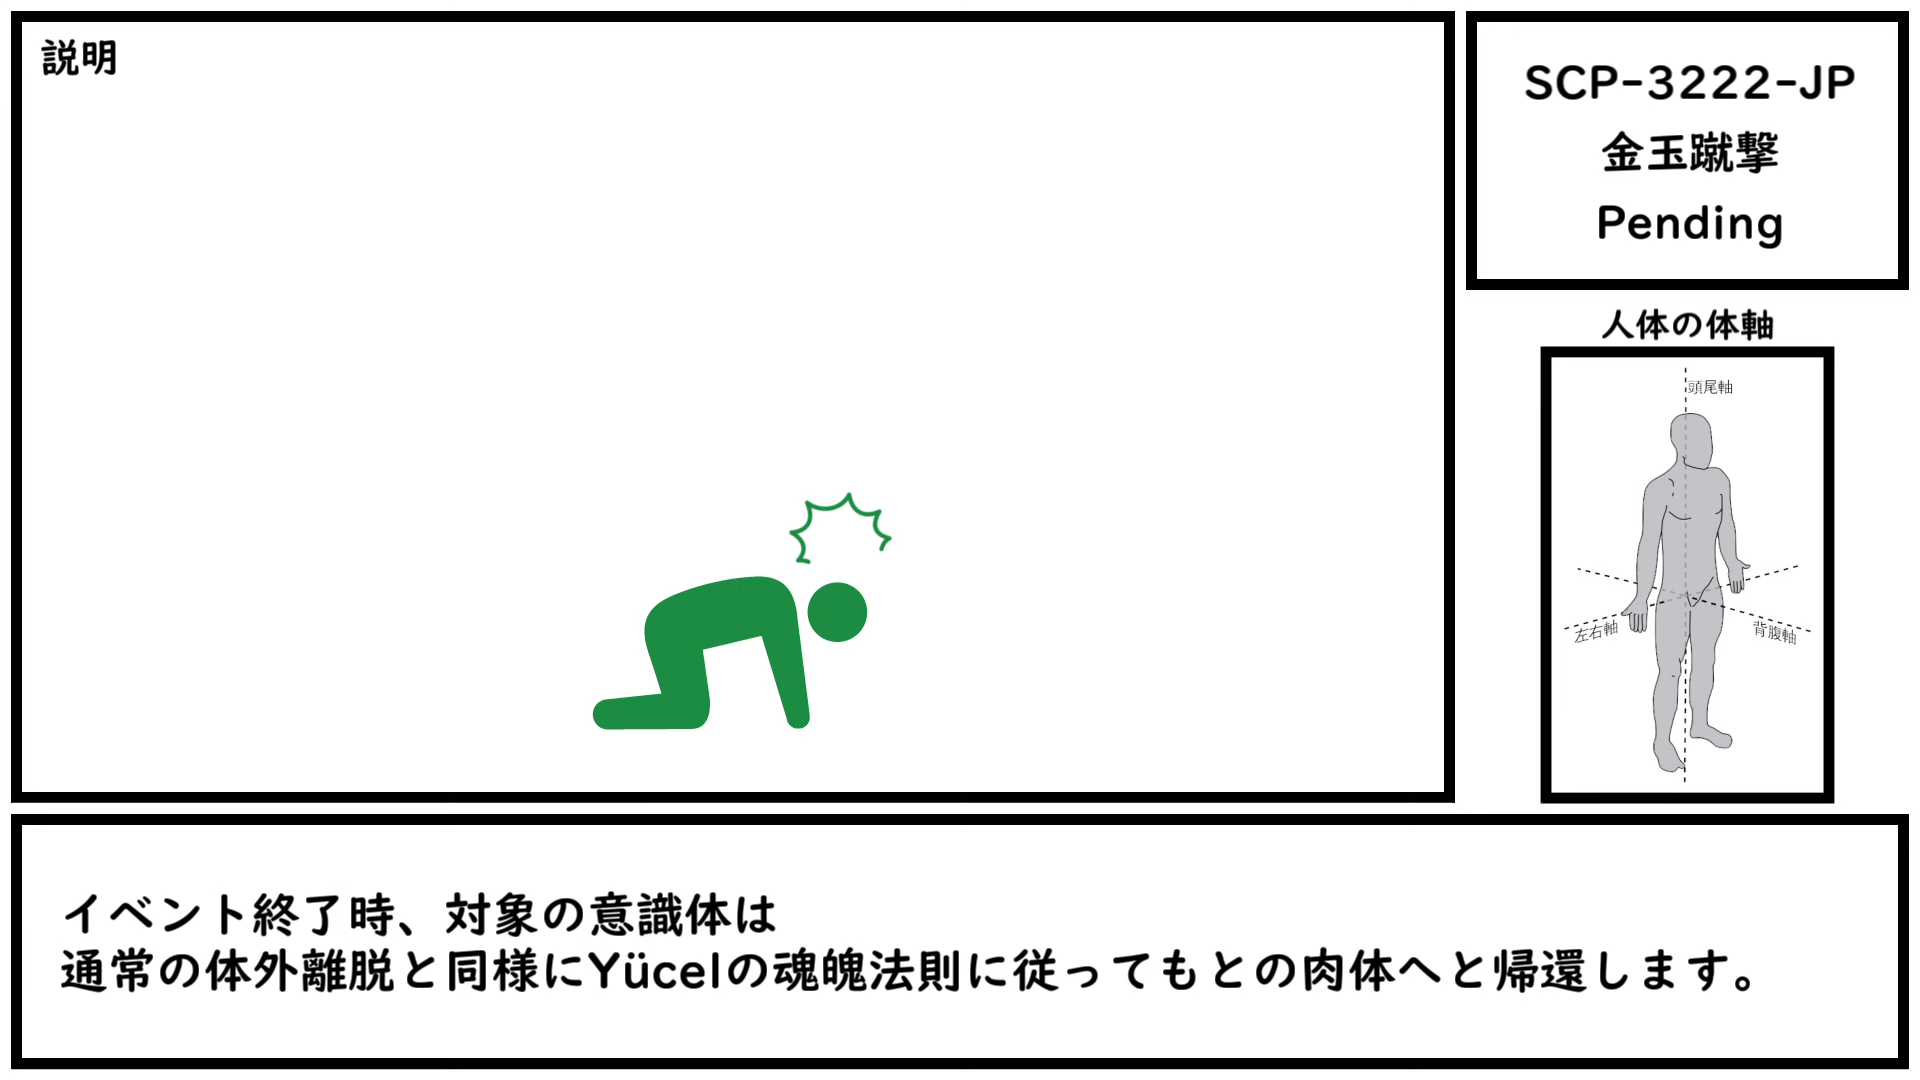 説明
SCP-3222-JP
金玉蹴撃
Pending
人体の体軸
頭尾軸
左右軸
背腹軸
イベント終了時、対象の意識体は
通常の体外離脱と同様にYücelの魂魄法則に従ってもとの肉体へと帰還します。